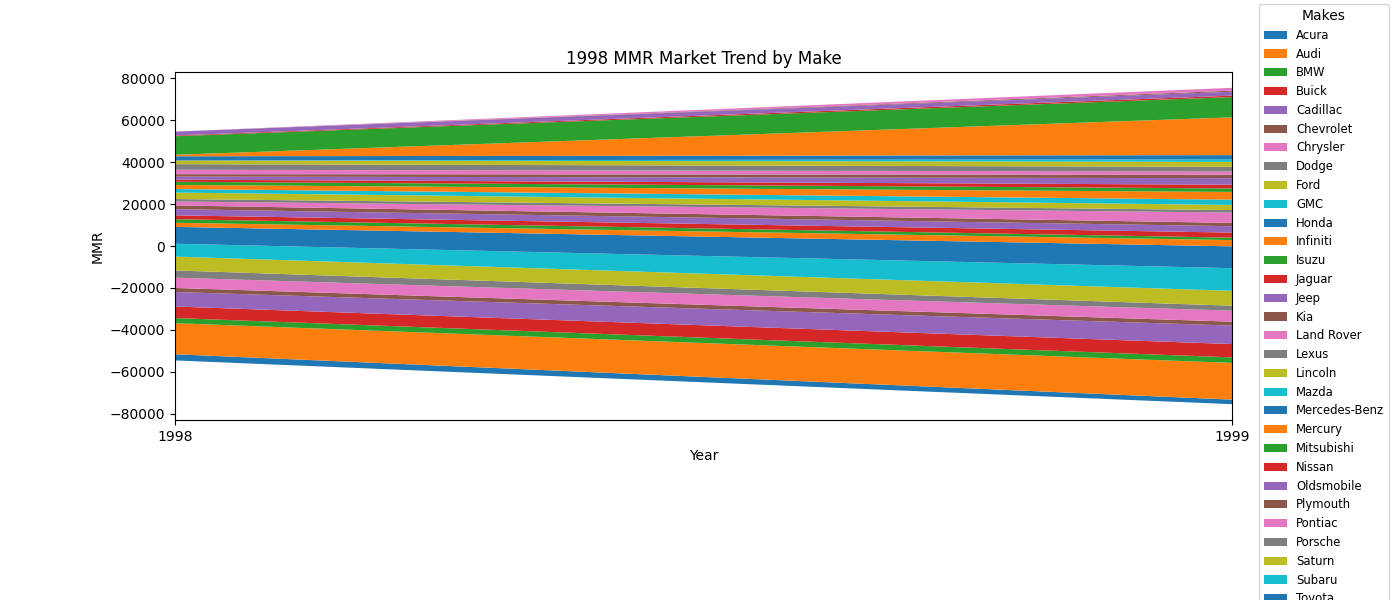 1998 MMR Market Trend by Make
80000
60000
40000
20000
0
−20000
−40000
−60000
−80000
MMR
1998
1999
Year
Makes
Acura
Audi
BMW
Buick
Cadillac
Chevrolet
Chrysler
Dodge
Ford
GMC
Honda
Infiniti
Isuzu
Jaguar
Jeep
Kia
Land Rover
Lexus
Lincoln
Mazda
Mercedes-Benz
Mercury
Mitsubishi
Nissan
Oldsmobile
Plymouth
Pontiac
Porsche
Saturn
Subaru
Toyota